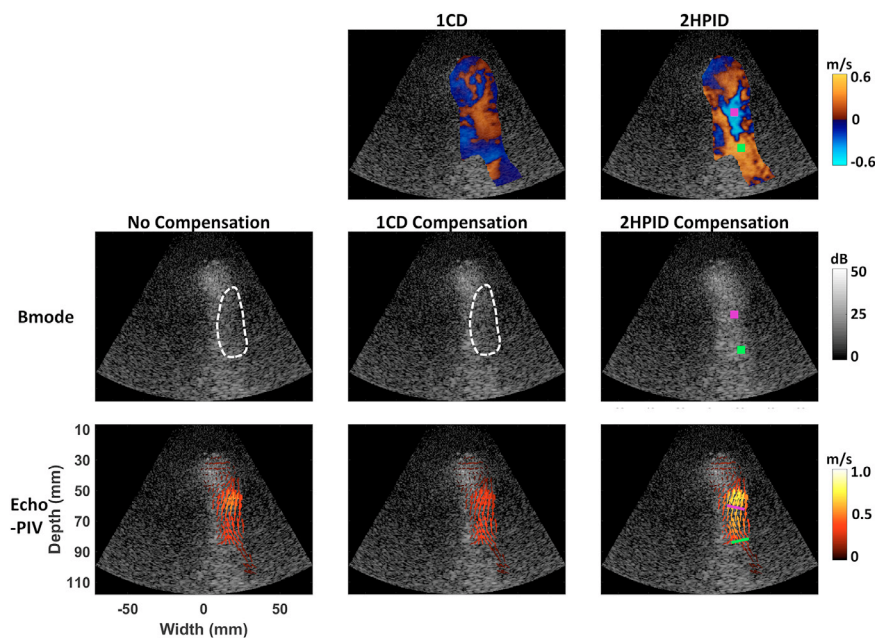 1CD
2HPID
m/s
0.6
0
-0.6
No Compensation
1CD Compensation
2HPID Compensation
dB
50
25
0
Bmode
Echo
-PIV
Depth (mm)
10
30
50
70
90
110
m/s
1.0
0.5
0.0
-50
0
50
Width (mm)